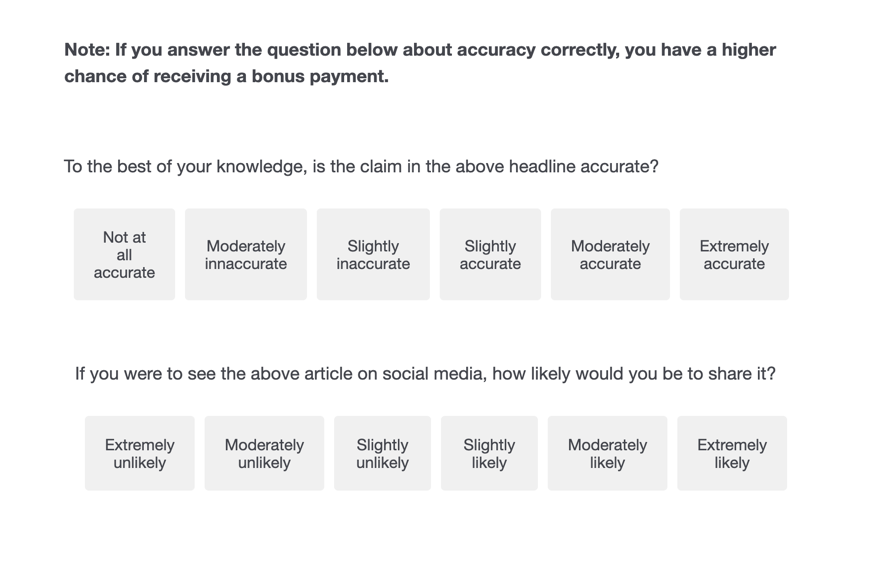 Note: If you answer the question below about accuracy correctly, you have a higher
chance of receiving a bonus payment.
To the best of your knowledge, is the claim in the above headline accurate?
Not at
all
accurate
Moderately
innaccurate
Slightly
inaccurate
Slightly
accurate
Moderately
accurate
Extremely
accurate
If you were to see the above article on social media, how likely would you be to share it?
Extremely
unlikely
Moderately
unlikely
Slightly
unlikely
Slightly
likely
Moderately
likely
Extremely
likely